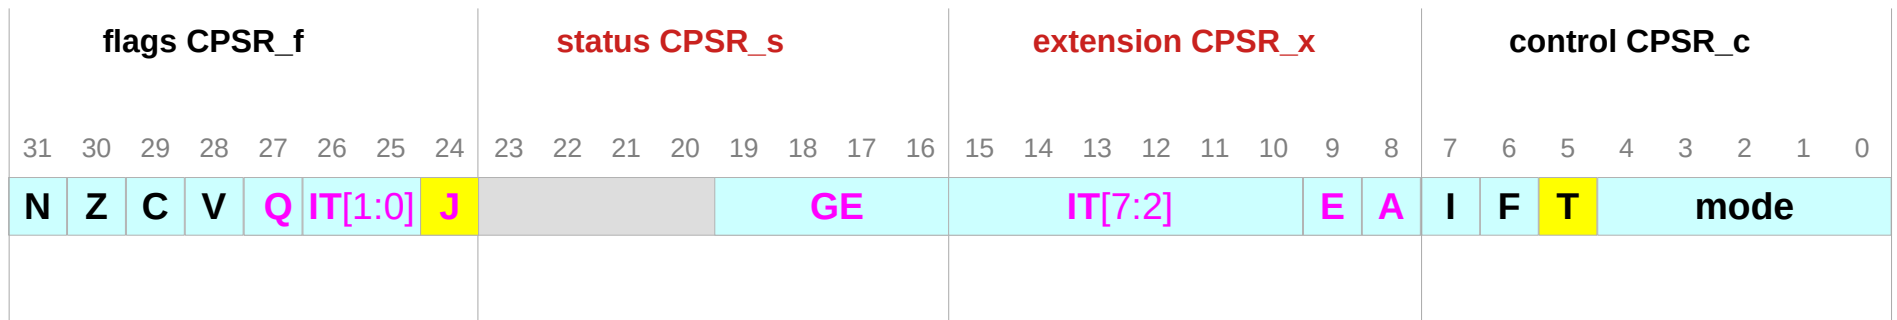 flags CPSR_f status CPSR_s extension CPSR_x control CPSR_c
31 30 29 28 27 26 25 24 23 22 21 20 19 18 17 16 15 14 13 12 11 10 9 8 7 6 5 4 3 2 1 0
N Z C V Q IT[1:0] J GE IT[7:2] E A I F T mode